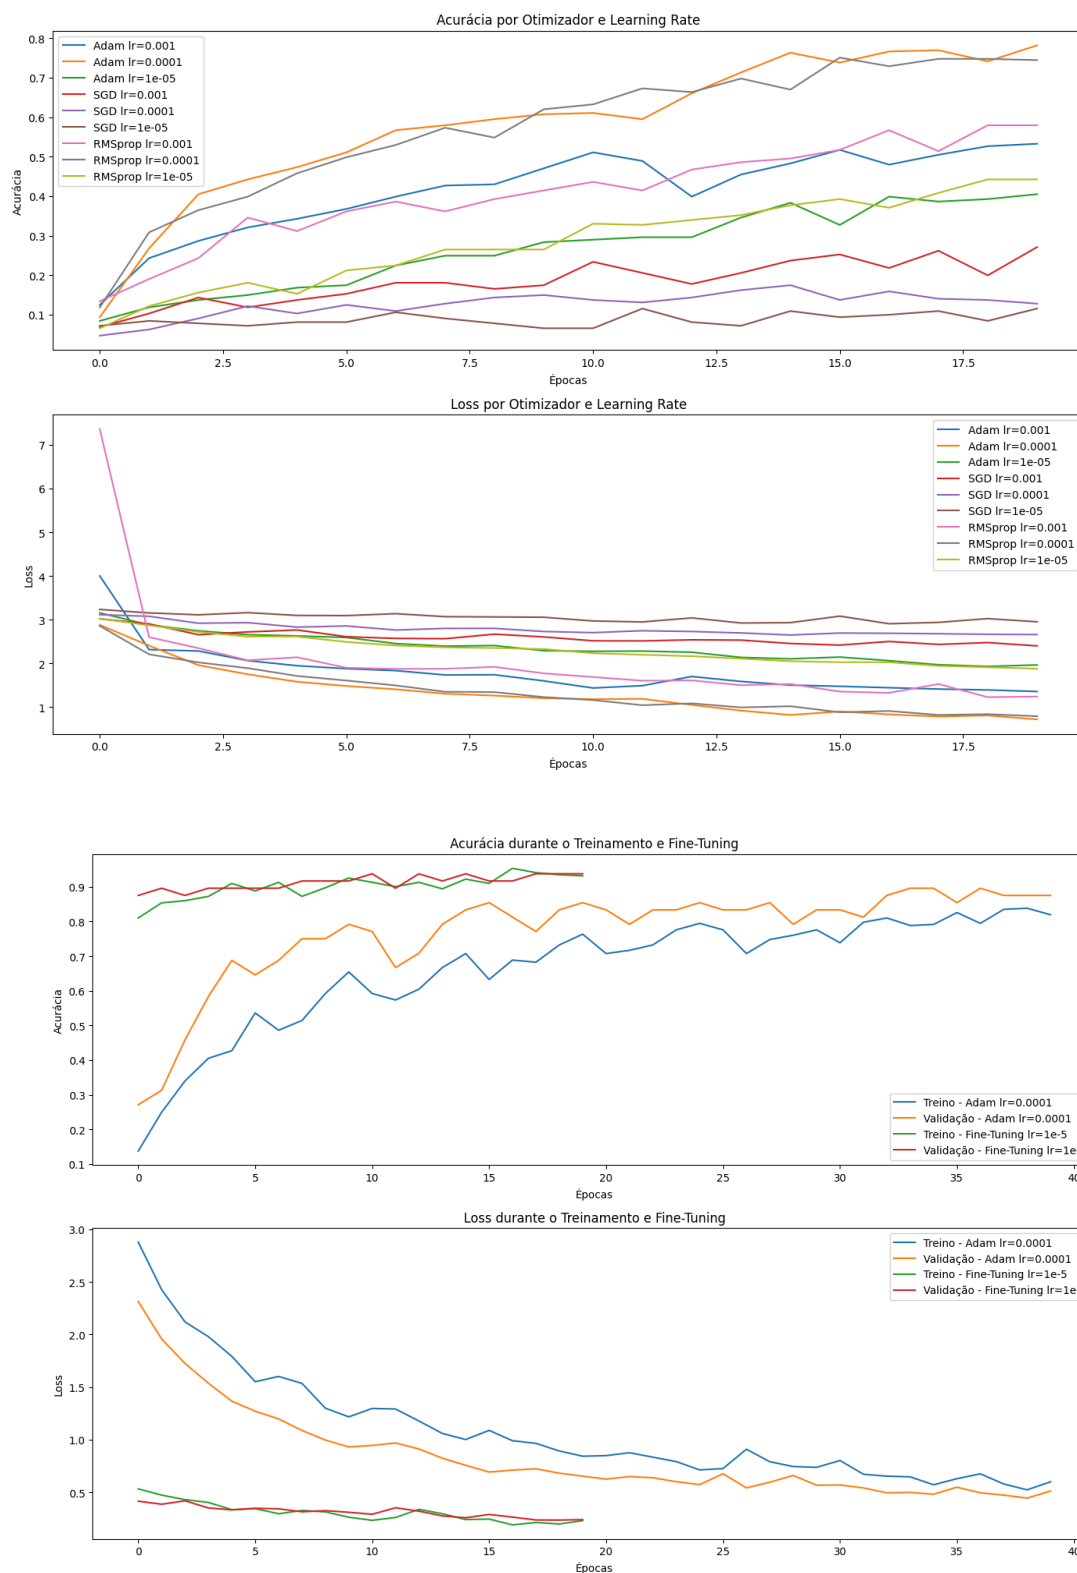 Acurácia por Otimizador e Learning Rate
Adam lr=0.001
Adam lr=0.0001
Adam lr=1e-05
SGD lr=0.001
SGD lr=0.0001
SGD lr=1e-05
RMSprop lr=0.001
RMSprop lr=0.0001
RMSprop lr=1e-05
0.8
0.7
0.6
0.5
0.4
0.3
0.2
0.1
Acurácia
0.0
2.5
5.0
7.5
10.0
12.5
15.0
17.5
Épocas
Loss por Otimizador e Learning Rate
Adam lr=0.001
Adam lr=0.0001
Adam lr=1e-05
SGD lr=0.001
SGD lr=0.0001
SGD lr=1e-05
RMSprop lr=0.001
RMSprop lr=0.0001
RMSprop lr=1e-05
7
6
5
4
3
2
1
Loss
0.0
2.5
5.0
7.5
10.0
12.5
15.0
17.5
Épocas
Acurácia durante o Treinamento e Fine-Tuning
0.9
0.8
0.7
0.6
0.5
0.4
0.3
0.2
0.1
Acurácia
Treino - Adam lr=0.0001
Validação - Adam lr=0.0001
Treino - Fine-Tuning lr=1e-5
Validação - Fine-Tuning lr=1e-
0
5
10
15
20
25
30
35
40
Épocas
Loss durante o Treinamento e Fine-Tuning
Treino - Adam lr=0.0001
Validação - Adam lr=0.0001
Treino - Fine-Tuning lr=1e-5
Validação - Fine-Tuning lr=1e-
3.0
2.5
2.0
1.5
1.0
0.5
Loss
0
5
10
15
20
25
30
35
40
Épocas